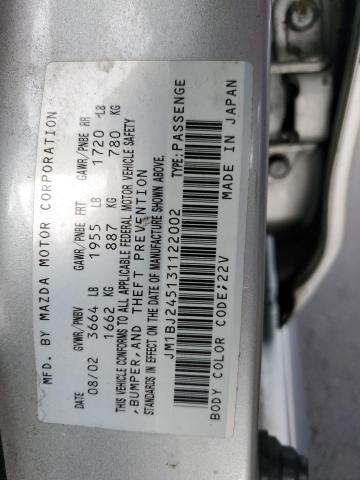 MFD. BY MAZDA MOTOR CORPORATION
DATE GVWR/PNBV GAWR/PNBE FRT GAWR/PNBE RR
08/02 3664 LB 1955 LB 1720 LB
1662 KG 887 KG 780 KG
THIS VEHICLE CONFORMS TO ALL APPLICABLE FEDERAL MOTOR VEHICLE SAFETY
, BUMPER, AND THEFT PREVENTION
STANDARDS IN EFFECT ON THE DATE OF MANUFACTURE SHOWN ABOVE.
JM1BJ245131122002 TYPE: PASSENGE
MADE IN JAPAN
BODY COLOR CODE; 22V